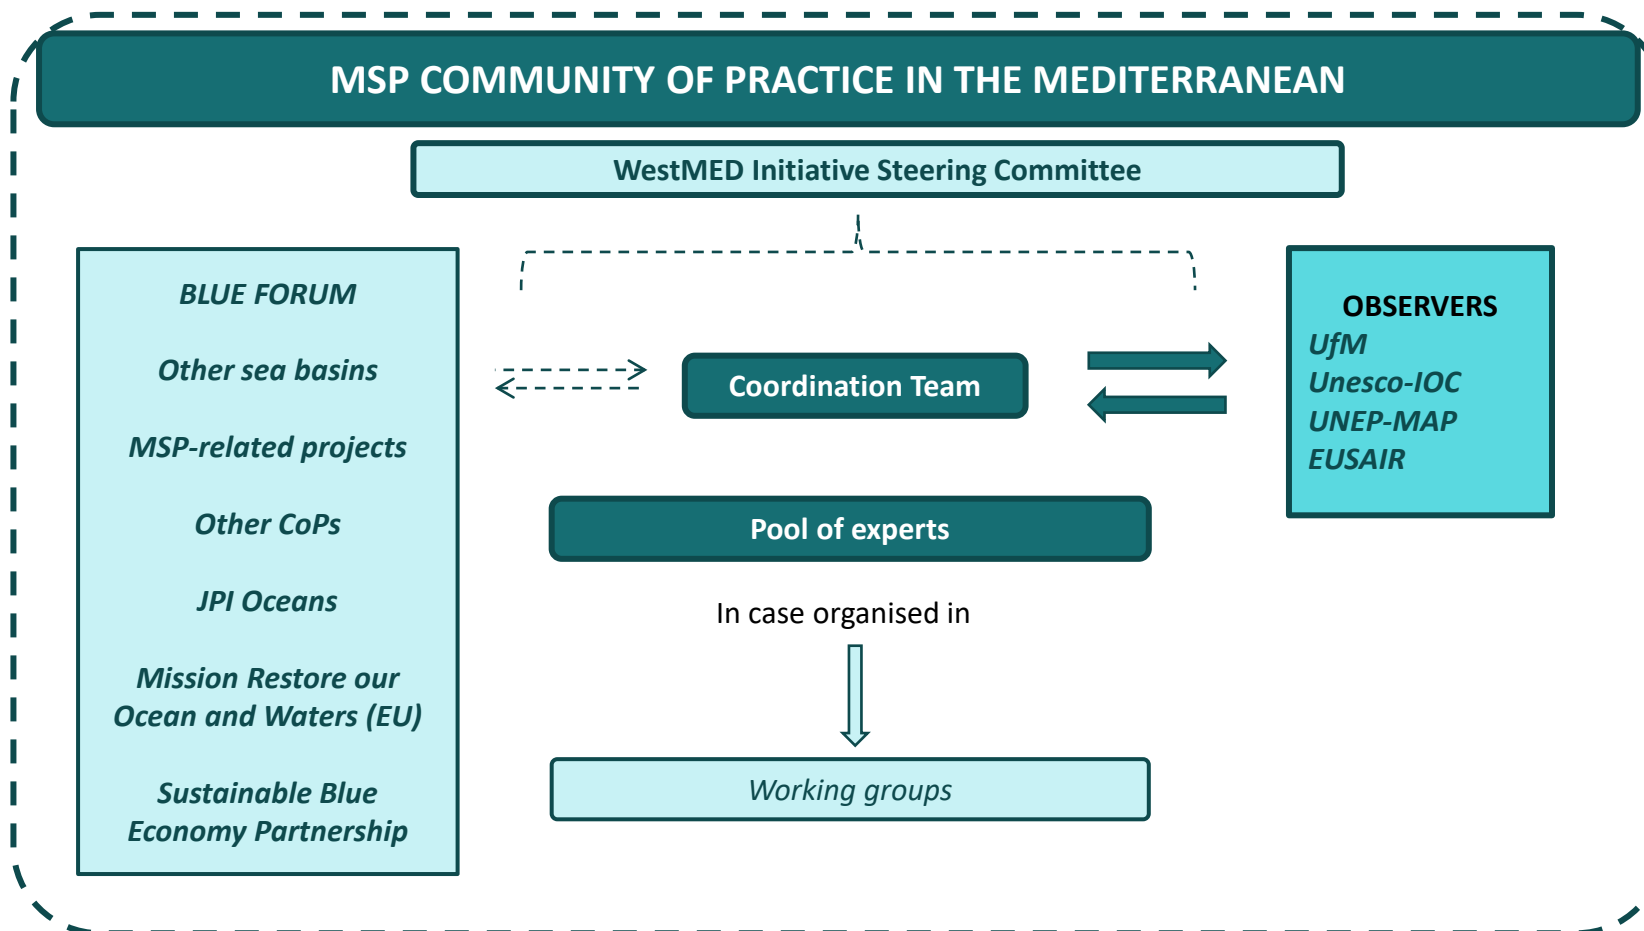 MSP COMMUNITY OF PRACTICE IN THE MEDITERRANEAN
WestMED Initiative Steering Committee
BLUE FORUM
Other sea basins
MSP-related projects
Other CoPs
JPI Oceans
Mission Restore our
Ocean and Waters (EU)
Sustainable Blue
Economy Partnership
Coordination Team
Pool of experts
In case organised in
Working groups
OBSERVERS
UfM
Unesco-IOC
UNEP-MAP
EUSAIR